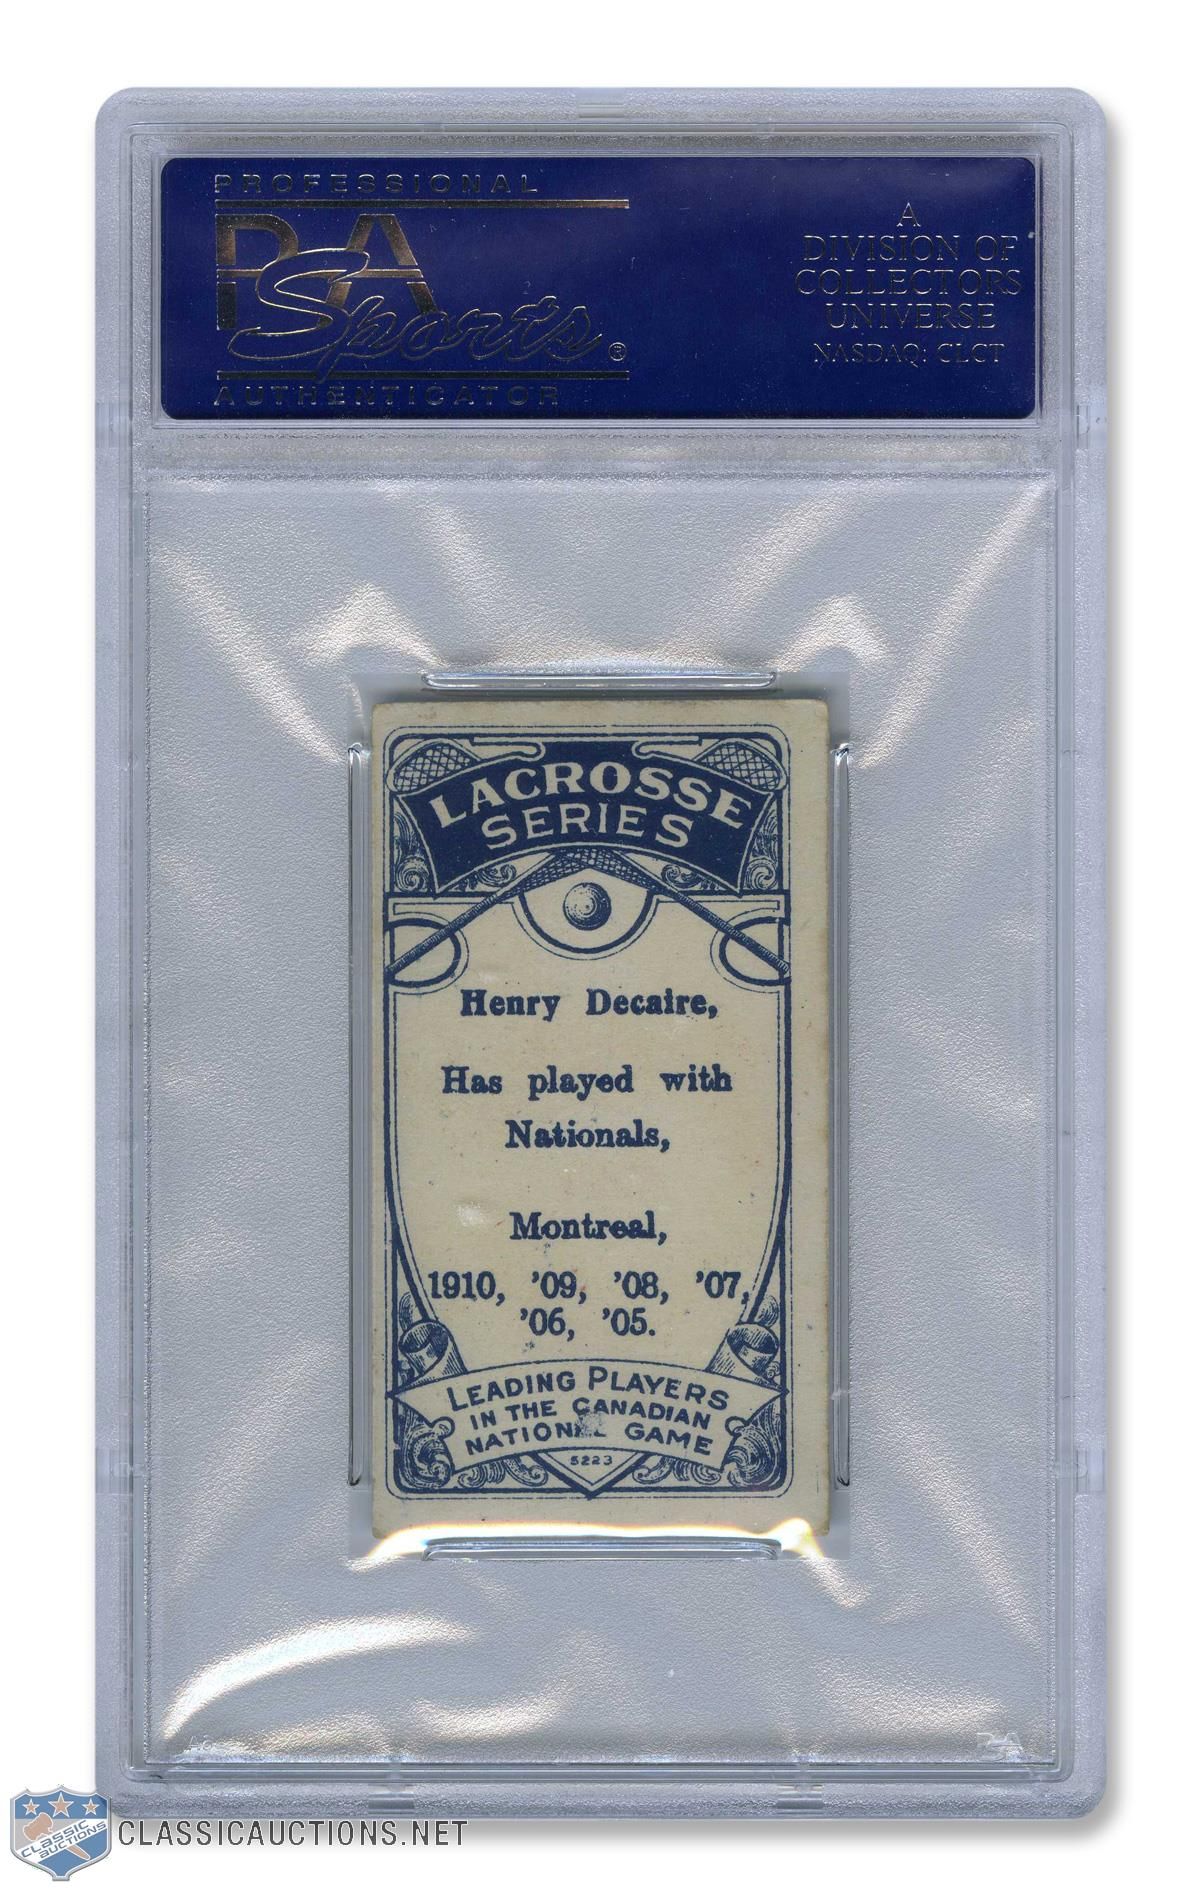 PROFESSIONAL
PSA
Sports®
AUTHENTICATOR
A
DIVISION OF
COLLECTORS
UNIVERSE
NASDAQ: CLCT
LACROSSE
SERIES
Henry Decaire,
Has played with
Nationals,
Montreal,
1910, '09, '08, '07,
'06, '05.
LEADING PLAYERS
IN THE CANADIAN
NATIONAL GAME
5223
PSA
CLASSIC
AUCTIONS
CLASSICAUCTIONS.NET